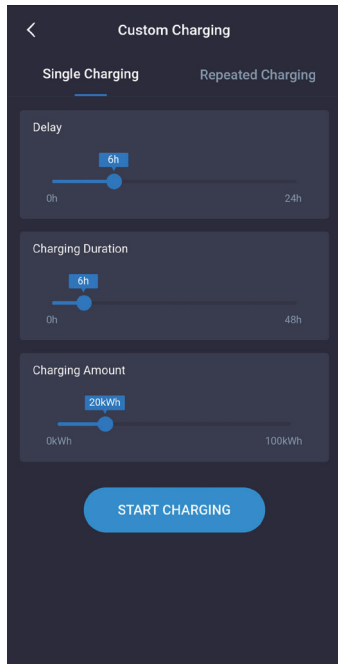 Custom Charging
Single Charging Repeated Charging
Delay
6h
0h 24h
Charging Duration
6h
0h 48h
Charging Amount
20kWh
0kWh 100kWh
START CHARGING